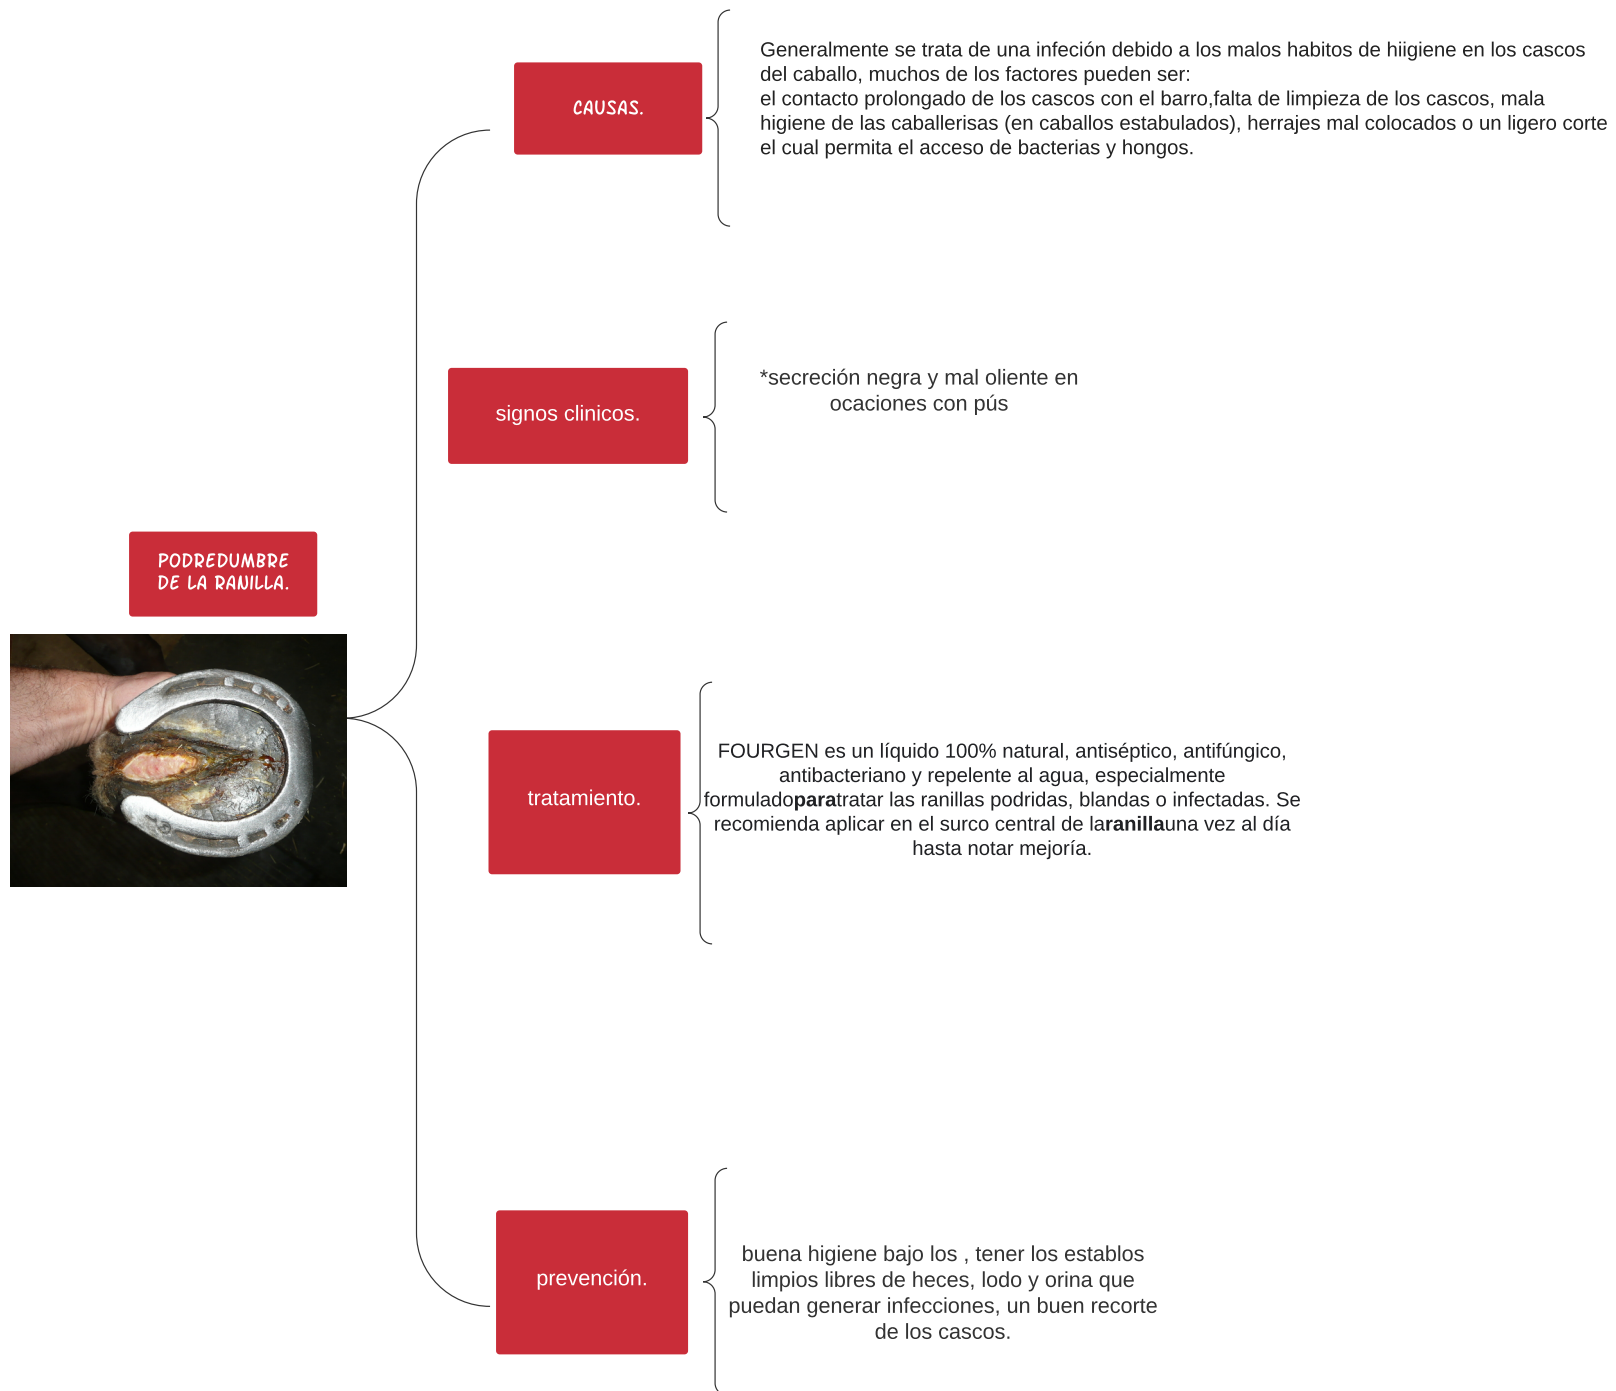 CAUSAS.
Generalmente se trata de una infeción debido a los malos habitos de hiigiene en los cascos
del caballo, muchos de los factores pueden ser:
el contacto prolongado de los cascos con el barro,falta de limpieza de los cascos, mala
higiene de las caballerisas (en caballos estabulados), herrajes mal colocados o un ligero corte
el cual permita el acceso de bacterias y hongos.
signos clinicos.
*secreción negra y mal oliente en
ocaciones con pús
PODREDUMBRE
DE LA RANILLA.
tratamiento.
FOURGEN es un líquido 100% natural, antiséptico, antifúngico,
antibacteriano y repelente al agua, especialmente
formuladoparatratar las ranillas podridas, blandas o infectadas. Se
recomienda aplicar en el surco central de laranillauna vez al día
hasta notar mejoría.
prevención.
buena higiene bajo los , tener los establos
limpios libres de heces, lodo y orina que
puedan generar infecciones, un buen recorte
de los cascos.